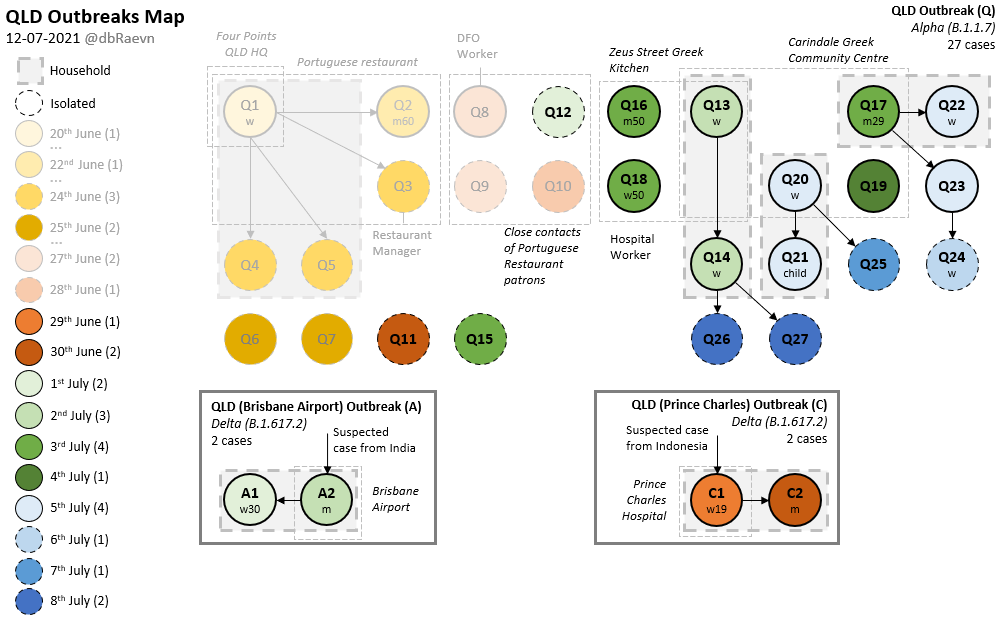 QLD Outbreaks Map
12-07-2021 @dbRaevn
Household
Isolated
20th June (1)
...
22nd June (1)
...
24th June (3)
25th June (2)
...
27th June (2)
28th June (1)
29th June (1)
30th June (2)
1st July (2)
2nd July (3)
3rd July (4)
4th July (1)
5th July (4)
6th July (1)
7th July (1)
8th July (2)
QLD Outbreak (Q)
Alpha (B.1.1.7)
27 cases
Four Points
QLD HQ
Portuguese restaurant
DFO
Worker
Zeus Street Greek
Kitchen
Carindale Greek
Community Centre
Q1
w
Q2
m60
Q8
Q12
Q16
m50
Q13
w
Q17
m29
Q22
w
Q3
Q9
Q10
Q18
w50
Q20
w
Q19
Q23
Restaurant
Manager
Close contacts
of Portuguese
Restaurant
patrons
Hospital
Worker
Q4
Q5
Q14
w
Q21
child
Q25
Q24
w
Q6
Q7
Q11
Q15
Q26
Q27
QLD (Brisbane Airport) Outbreak (A)
Delta (B.1.617.2)
2 cases
Suspected
case from India
A1
w30
A2
m
Brisbane
Airport
QLD (Prince Charles) Outbreak (C)
Delta (B.1.617.2)
2 cases
Suspected case
from Indonesia
Prince
Charles
Hospital
C1
w19
C2
m